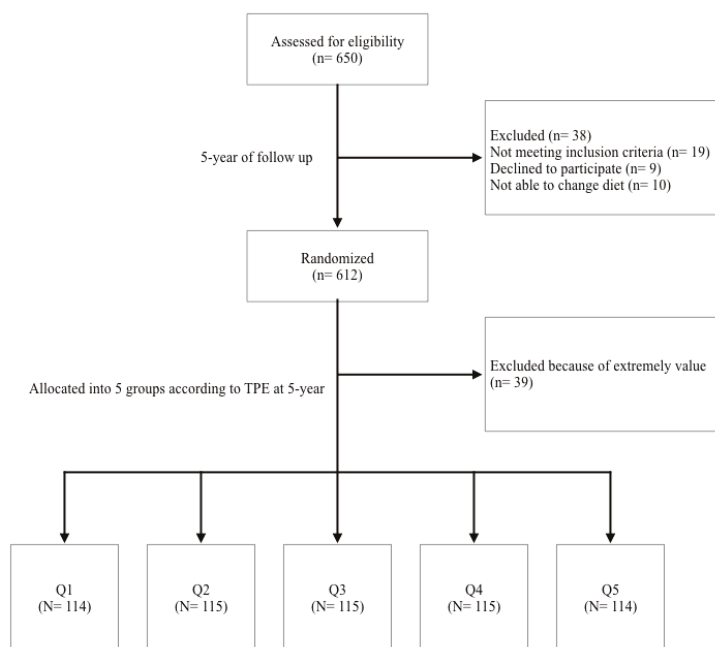 Assessed for eligibility
(n= 650)
5-year of follow up
Excluded (n= 38)
Not meeting inclusion criteria (n= 19)
Declined to participate (n= 9)
Not able to change diet (n= 10)
Randomized
(n= 612)
Allocated into 5 groups according to TPE at 5-year
Excluded because of extremely value
(n= 39)
Q1
(N= 114)
Q2
(N= 115)
Q3
(N= 115)
Q4
(N= 115)
Q5
(N= 114)